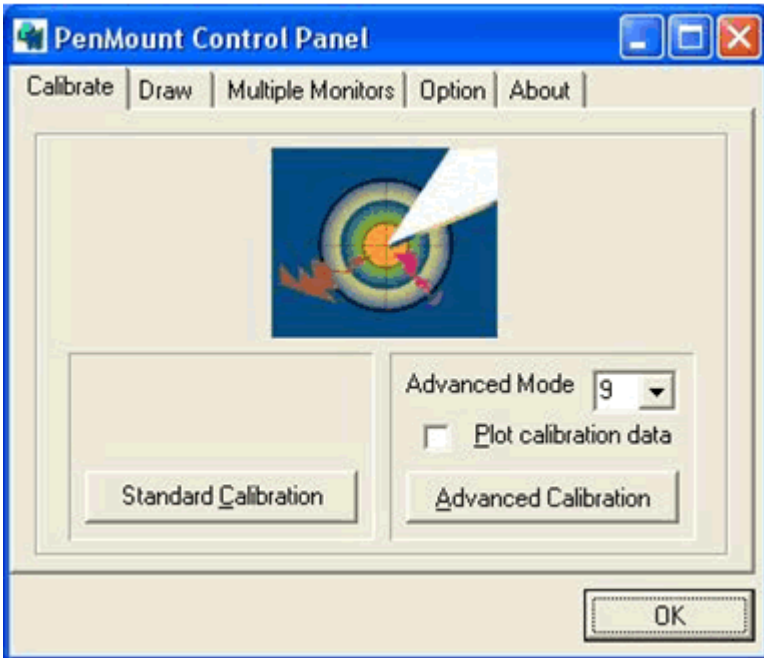 PenMount Control Panel
Calibrate Draw Multiple Monitors Option About
Advanced Mode 9
Plot calibration data
Standard Calibration Advanced Calibration
OK